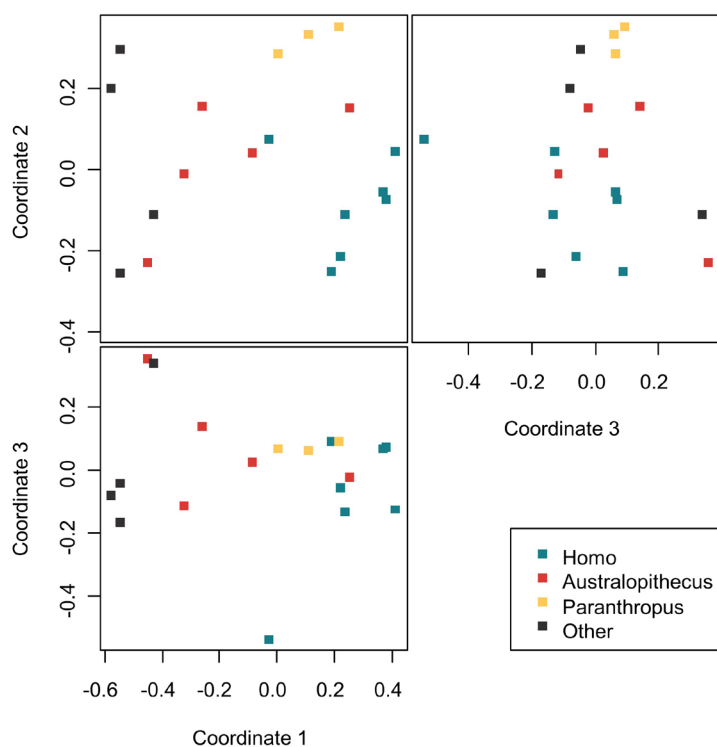 Coordinate 2
0.2
0.0
-0.2
-0.4
Coordinate 3
0.2
0.0
-0.2
-0.4
-0.4
-0.2
0.0
0.2
Coordinate 3
-0.6
-0.4
-0.2
0.0
0.2
0.4
Coordinate 1
Homo
Australopithecus
Paranthropus
Other